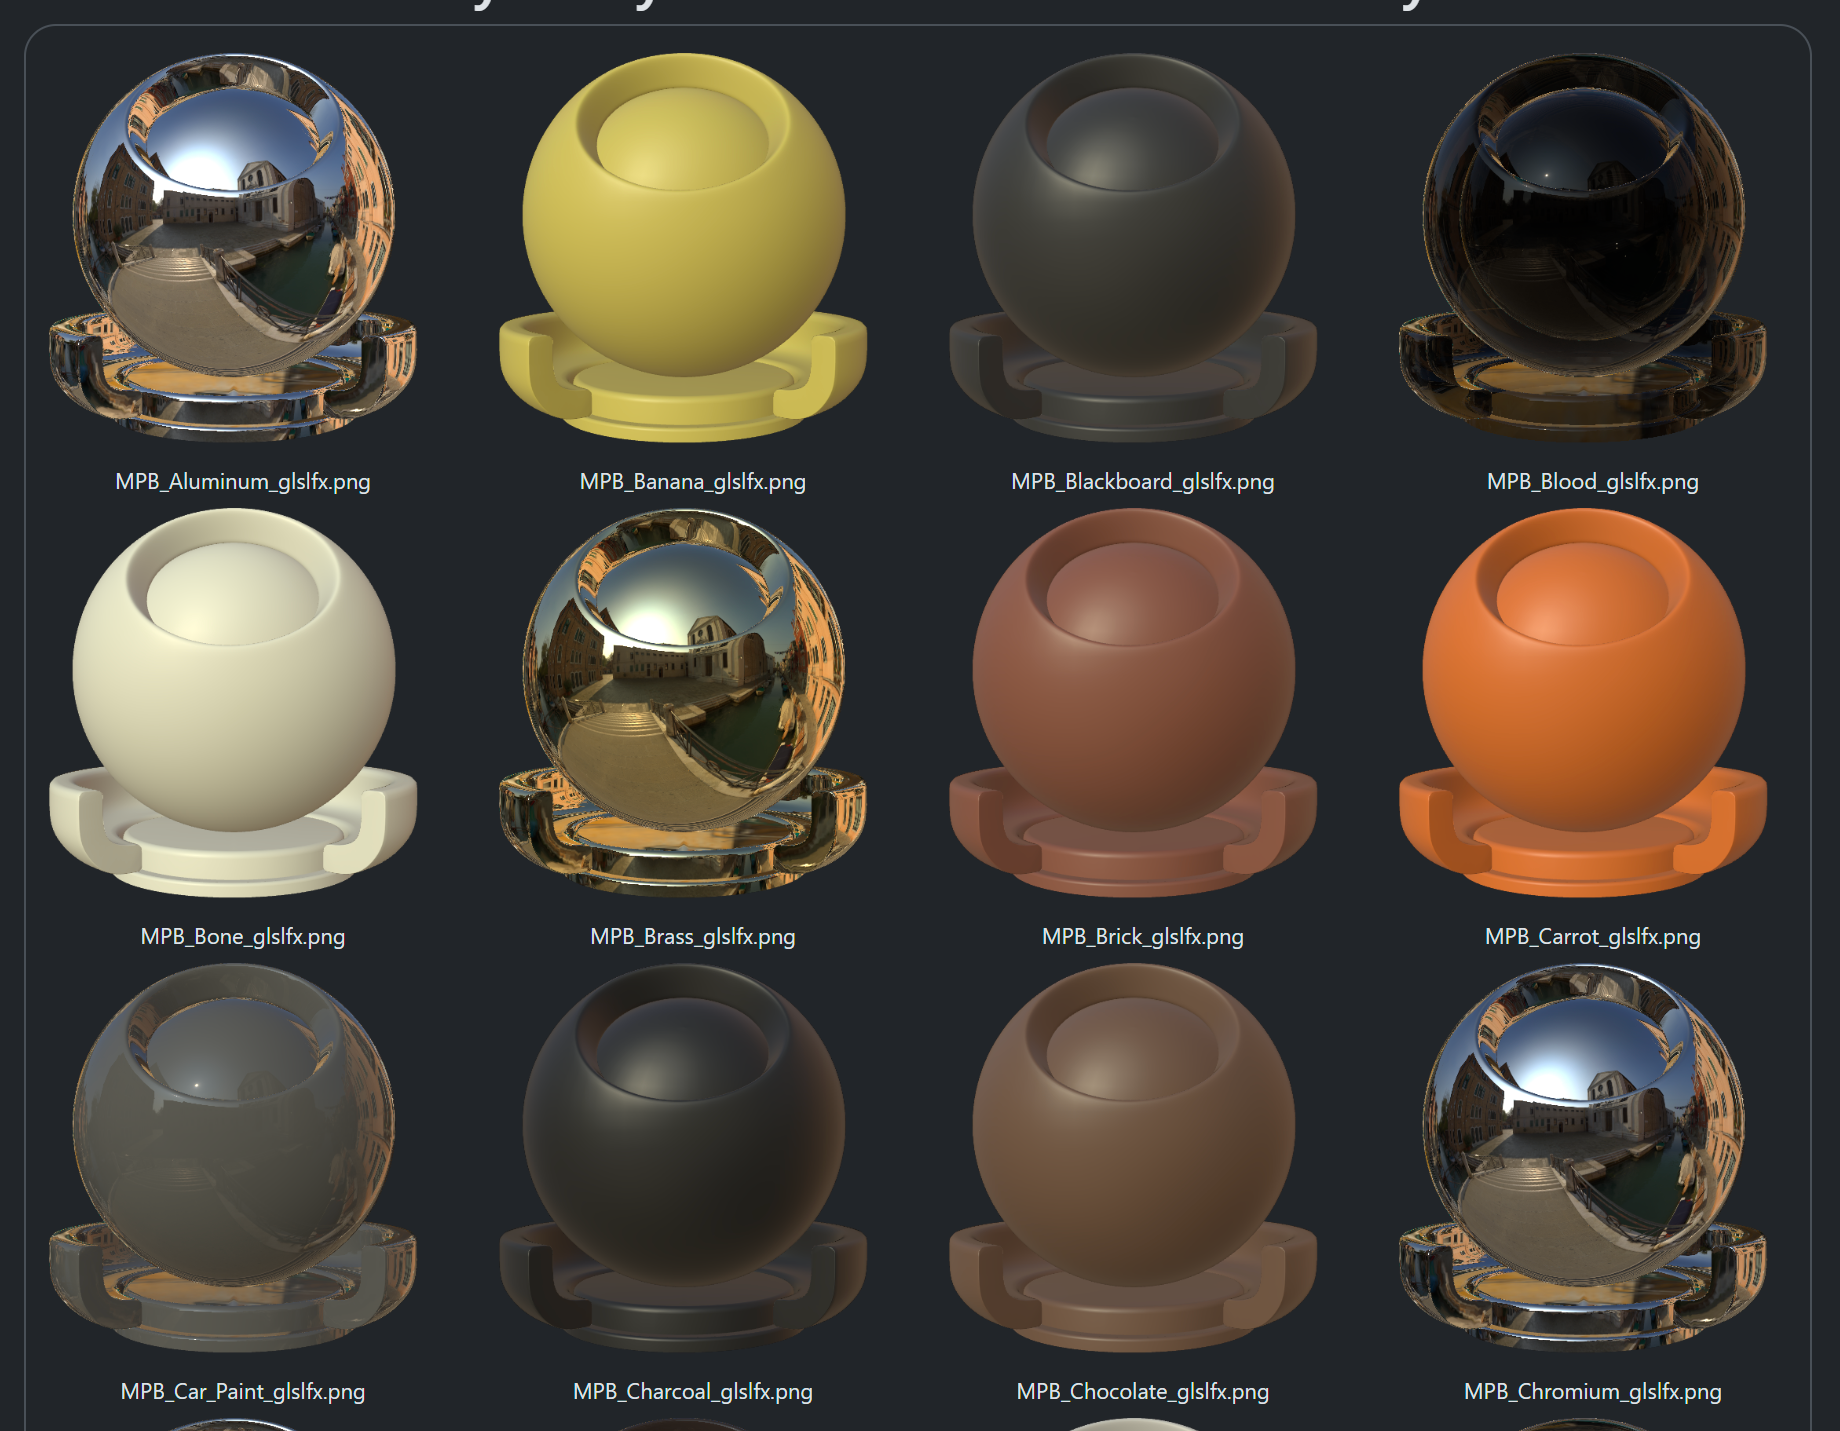 MPB_Aluminum_glslfx.png
MPB_Banana_glslfx.png
MPB_Blackboard_glslfx.png
MPB_Blood_glslfx.png
MPB_Bone_glslfx.png
MPB_Brass_glslfx.png
MPB_Brick_glslfx.png
MPB_Carrot_glslfx.png
MPB_Car_Paint_glslfx.png
MPB_Charcoal_glslfx.png
MPB_Chocolate_glslfx.png
MPB_Chromium_glslfx.png